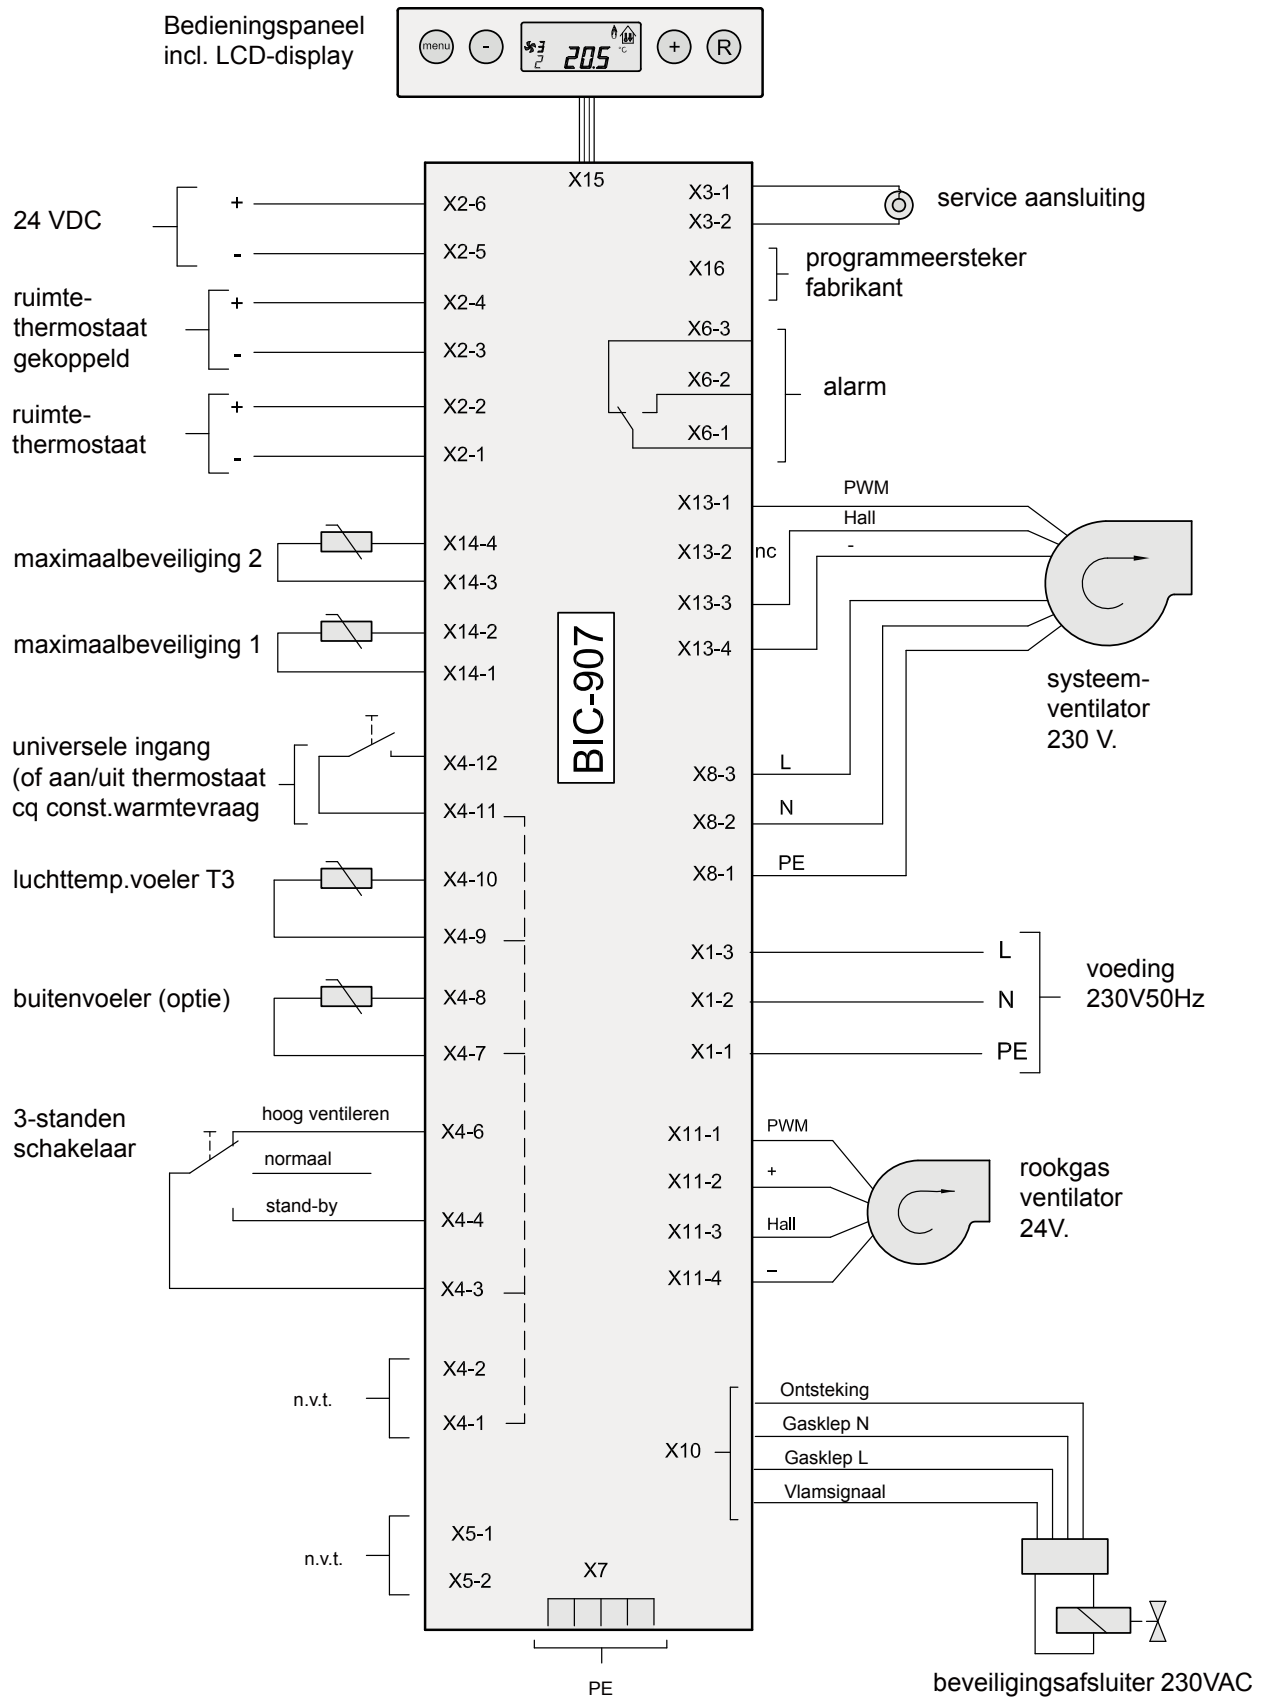 Bedieningspaneel
incl. LCD-display
menu
-
3
2
20.5
°C
+
R
X15
24 VDC
+
-
X2-6
X2-5
ruimte-
thermostaat
gekoppeld
+
-
X2-4
X2-3
ruimte-
thermostaat
+
-
X2-2
X2-1
maximaalbeveiliging 2
X14-4
X14-3
maximaalbeveiliging 1
X14-2
X14-1
universele ingang
(of aan/uit thermostaat
cq const.warmtevraag
X4-12
X4-11
luchttemp.voeler T3
X4-10
X4-9
buitenvoeler (optie)
X4-8
X4-7
3-standen
schakelaar
hoog ventileren
normaal
stand-by
X4-6
X4-4
X4-3
n.v.t.
X4-2
X4-1
n.v.t.
X5-1
X5-2
BIC-907
X7
PE
X3-1
X3-2
service aansluiting
X16
programmeersteker
fabrikant
X6-3
X6-2
X6-1
alarm
X13-1
X13-2
X13-3
X13-4
PWM
Hall
-
nc
systeem-
ventilator
230 V.
X8-3
X8-2
X8-1
L
N
PE
X1-3
X1-2
X1-1
L
N
PE
voeding
230V50Hz
X11-1
X11-2
X11-3
X11-4
PWM
+
Hall
–
rookgas
ventilator
24V.
X10
Ontsteking
Gasklep N
Gasklep L
Vlamsignaal
beveiligingsafsluiter 230VAC